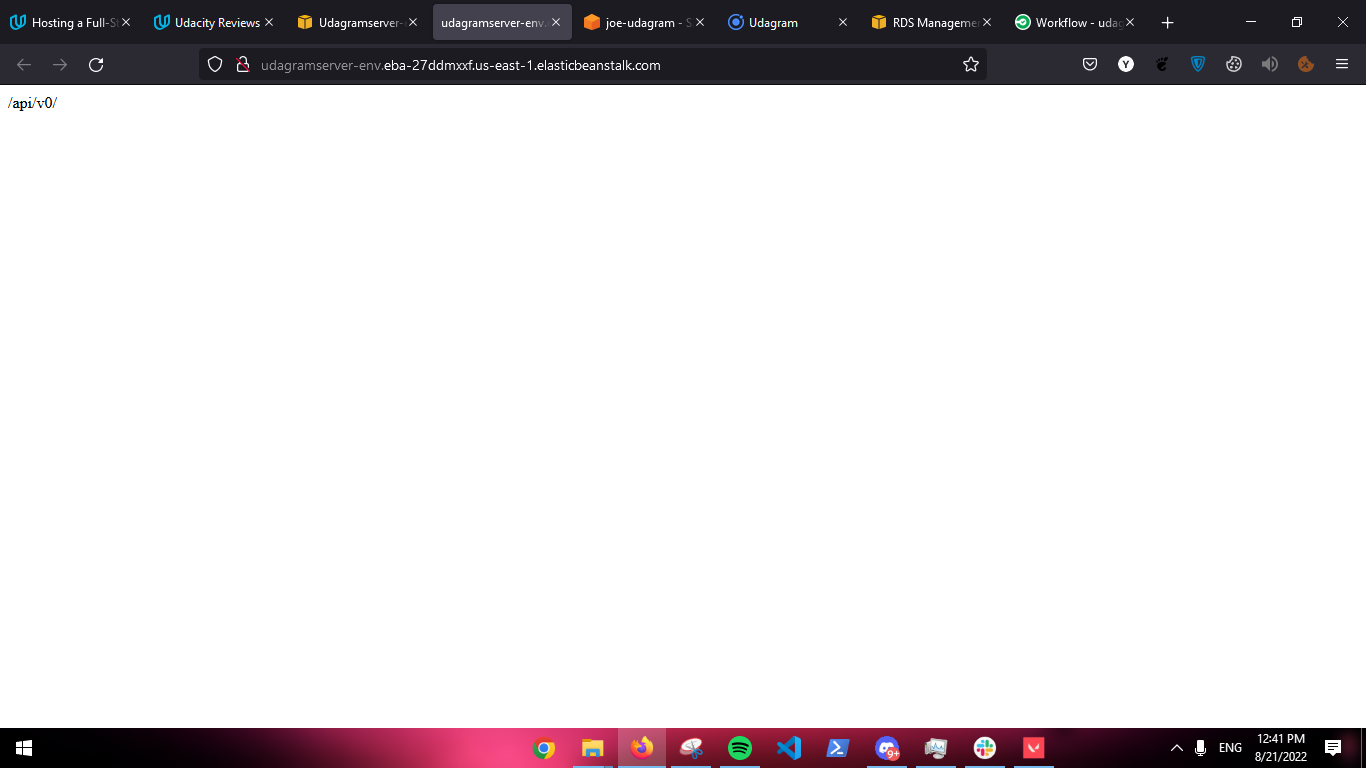 Hosting a Full-St
Udacity Reviews
Udagramserver-
udagramserver-env.
joe-udagram - S
Udagram
RDS Manageme
Workflow - udag
udagramserver-env.eba-27ddmxxf.us-east-1.elasticbeanstalk.com
Y
/api/v0/
9+
ENG
12:41 PM
8/21/2022